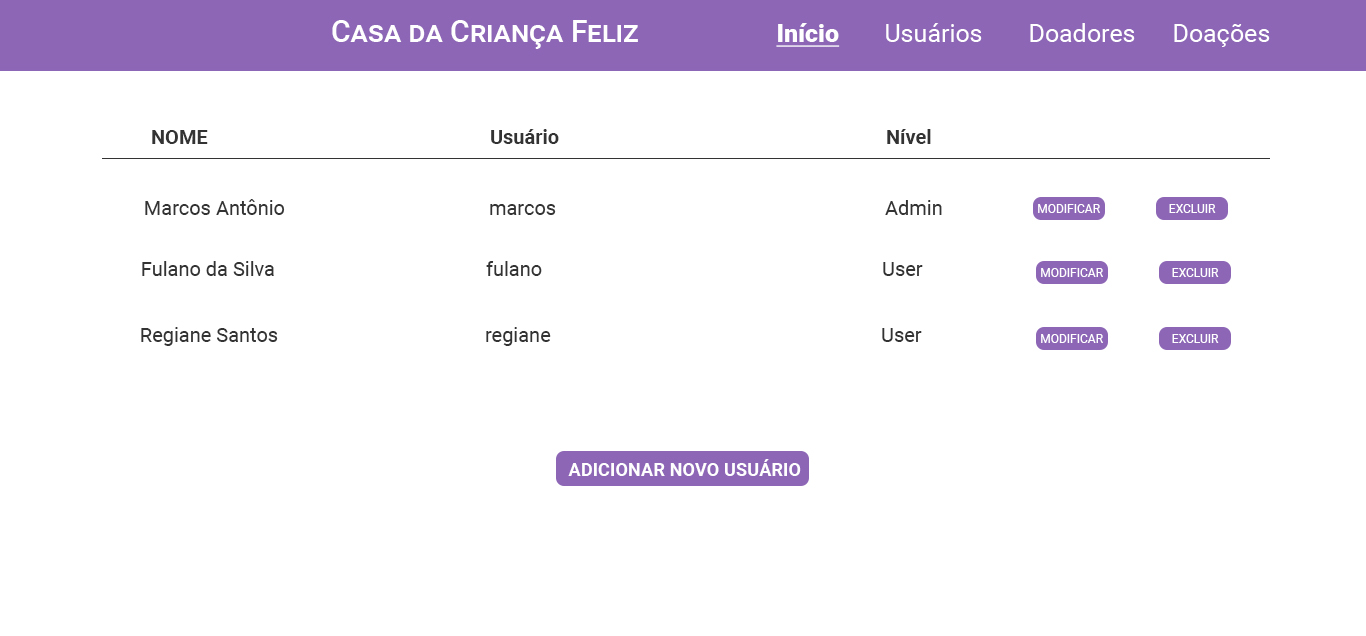 Casa da Criança Feliz Início Usuários Doadores Doações
NOME Usuário Nível
Marcos Antônio marcos Admin MODIFICAR EXCLUIR
Fulano da Silva fulano User MODIFICAR EXCLUIR
Regiane Santos regiane User MODIFICAR EXCLUIR
ADICIONAR NOVO USUÁRIO